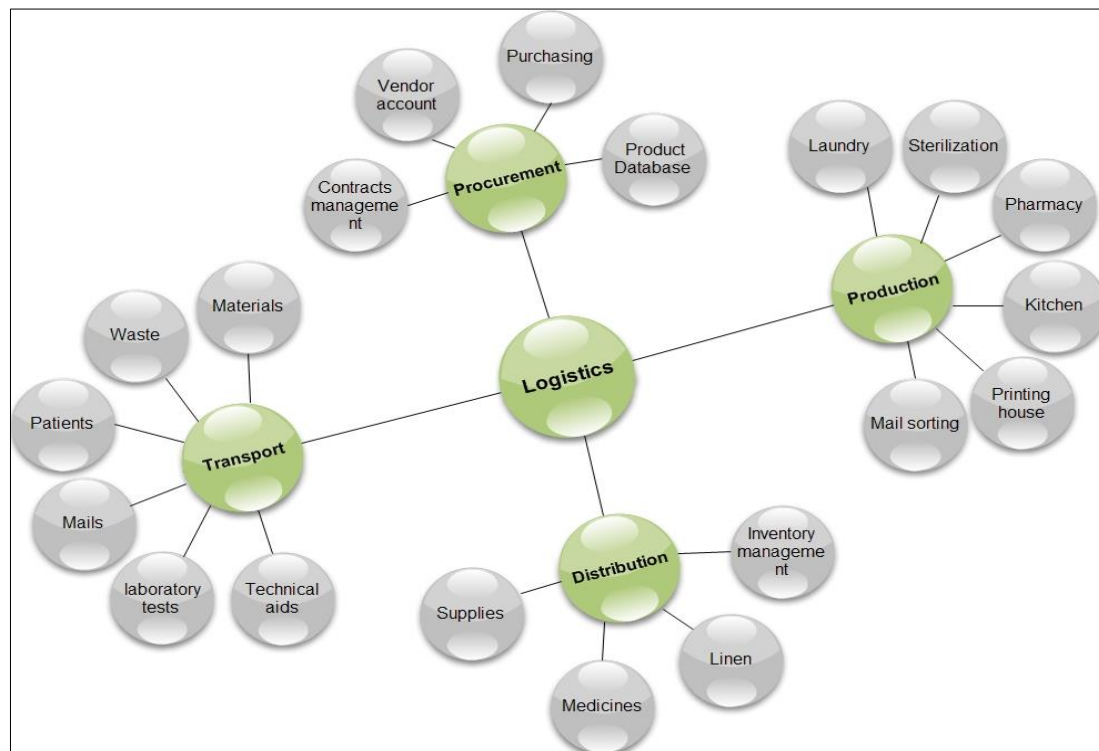 Purchasing
Vendor
account
Product
Database
Procurement
Contracts
manageme
nt
Laundry
Sterilization
Pharmacy
Production
Kitchen
Printing
house
Mail sorting
Logistics
Materials
Waste
Patients
Transport
Mails
laboratory
tests
Technical
aids
Distribution
Inventory
manageme
nt
Supplies
Linen
Medicines